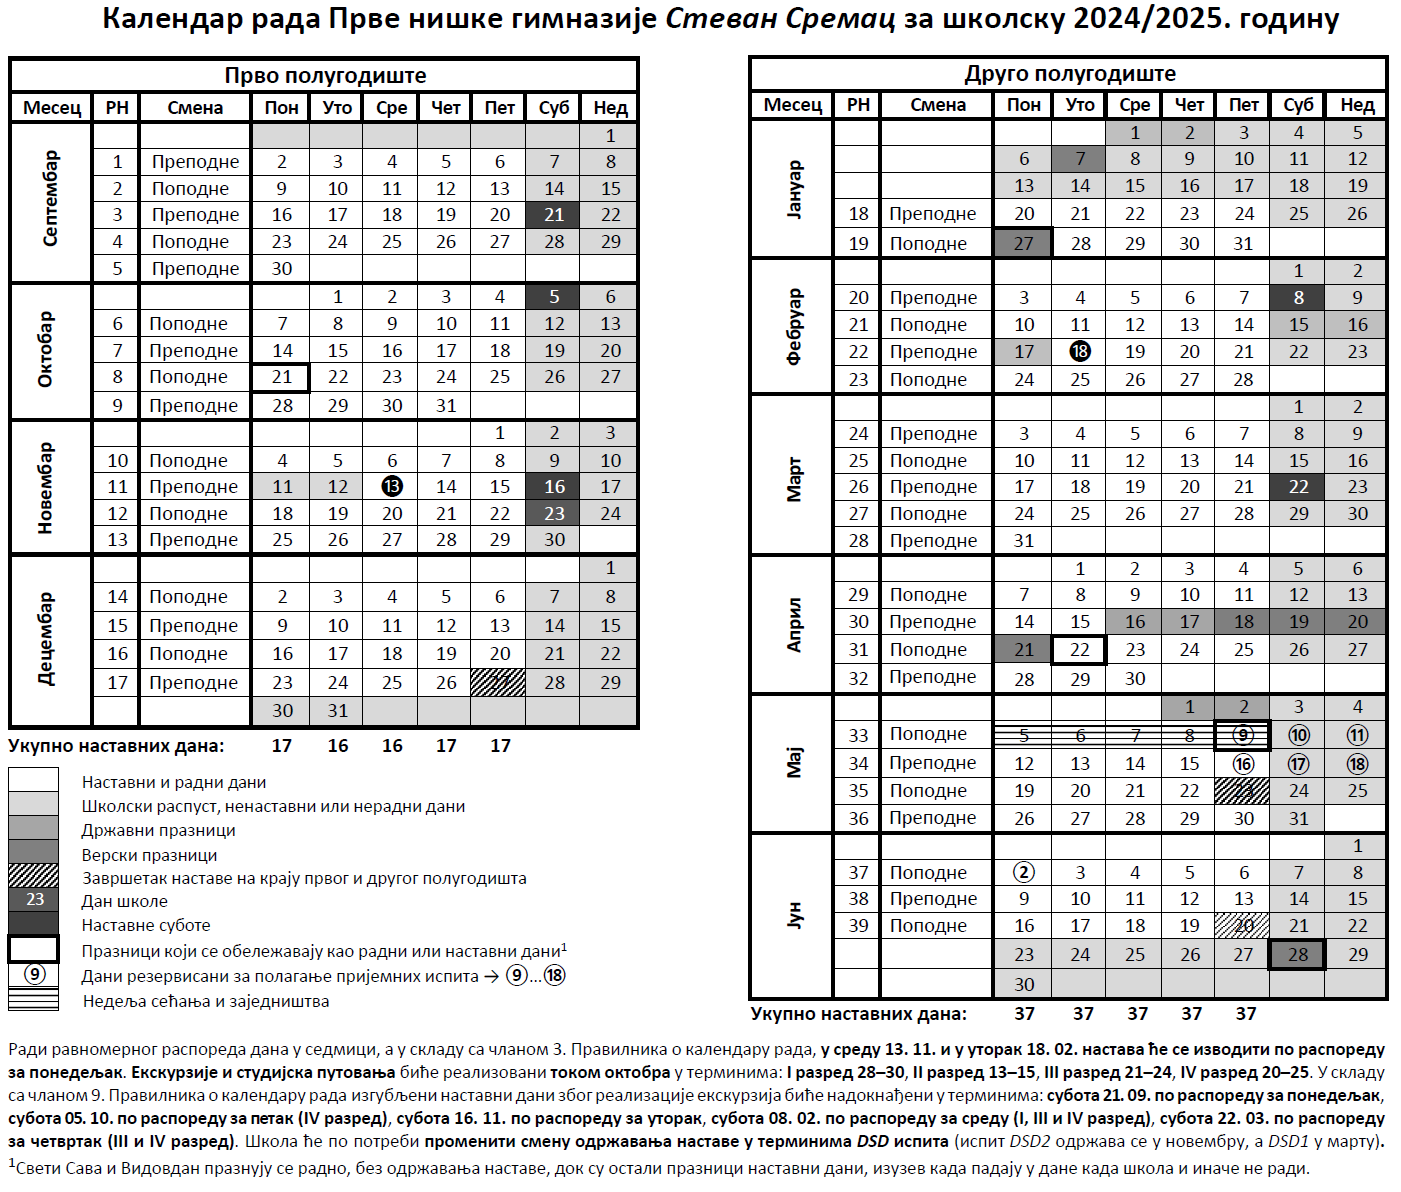 Календар рада Прве нишке гимназије Стеван Сремац за школску 2024/2025. годину
Прво полугодиште
Месец РН Смена Пон Уто Сре Чет Пет Суб Нед
Септембар
1
1 Преподне 2 3 4 5 6 7 8
2 Поподне 9 10 11 12 13 14 15
3 Преподне 16 17 18 19 20 21 22
4 Поподне 23 24 25 26 27 28 29
5 Преподне 30
Октобар
1 2 3 4 5 6
6 Поподне 7 8 9 10 11 12 13
7 Преподне 14 15 16 17 18 19 20
8 Поподне 21 22 23 24 25 26 27
9 Преподне 28 29 30 31
Новембар
1 2 3
10 Поподне 4 5 6 7 8 9 10
11 Преподне 11 12 13 14 15 16 17
12 Поподне 18 19 20 21 22 23 24
13 Преподне 25 26 27 28 29 30
Децембар
1
14 Поподне 2 3 4 5 6 7 8
15 Преподне 9 10 11 12 13 14 15
16 Поподне 16 17 18 19 20 21 22
17 Преподне 23 24 25 26 27 28 29
30 31
Укупно наставних дана: 17 16 16 17 17
Наставни и радни дани
Школски распуст, ненаставни или нерадни дани
Државни празници
Верски празници
Завршетак наставе на крају првог и другог полугодишта
23 Дан школе
Наставне суботе
Празници који се обележавају као радни или наставни дани¹
⑨ Дани резервисани за полагање пријемних испита → ⑨...⑱
Недеља сећања и заједништва
Друго полугодиште
Месец РН Смена Пон Уто Сре Чет Пет Суб Нед
Јануар
1 2 3 4 5
6 7 8 9 10 11 12
13 14 15 16 17 18 19
18 Преподне 20 21 22 23 24 25 26
19 Поподне 27 28 29 30 31
Фебруар
1 2
20 Преподне 3 4 5 6 7 8 9
21 Поподне 10 11 12 13 14 15 16
22 Преподне 17 18 19 20 21 22 23
23 Поподне 24 25 26 27 28
Март
1 2
24 Преподне 3 4 5 6 7 8 9
25 Поподне 10 11 12 13 14 15 16
26 Преподне 17 18 19 20 21 22 23
27 Поподне 24 25 26 27 28 29 30
28 Преподне 31
Април
1 2 3 4 5 6
29 Поподне 7 8 9 10 11 12 13
30 Преподне 14 15 16 17 18 19 20
31 Поподне 21 22 23 24 25 26 27
32 Преподне 28 29 30
Мај
1 2 3 4
33 Поподне 5 6 7 8 ⑨ ⑩ ⑪
34 Преподне 12 13 14 15 ⑯ ⑰ ⑱
35 Поподне 19 20 21 22 23 24 25
36 Преподне 26 27 28 29 30 31
Јун
1
37 Поподне ② 3 4 5 6 7 8
38 Преподне 9 10 11 12 13 14 15
39 Поподне 16 17 18 19 20 21 22
23 24 25 26 27 28 29
30
Укупно наставних дана: 37 37 37 37 37
Ради равномерног распореда дана у седмици, а у складу са чланом 3. Правилника о календару рада, у среду 13. 11. и у уторак 18. 02. настава ће се изводити по распореду
за понедељак. Екскурзије и студијска путовања биће реализовани током октобра у терминима: I разред 28–30, II разред 13–15, III разред 21–24, IV разред 20–25. У складу
са чланом 9. Правилника о календару рада изгубљени наставни дани због реализације екскурзија биће надокнађени у терминима: субота 21. 09. по распореду за понедељак,
субота 05. 10. по распореду за петак (IV разред), субота 16. 11. по распореду за уторак, субота 08. 02. по распореду за среду (I, III и IV разред), субота 22. 03. по распореду
за четвртак (III и IV разред). Школа ће по потреби променити смену одржавања наставе у терминима DSD испита (испит DSD2 одржава се у новембру, а DSD1 у марту).
¹Свети Сава и Видовдан празнују се радно, без одржавања наставе, док су остали празници наставни дани, изузев када падају у дане када школа и иначе не ради.